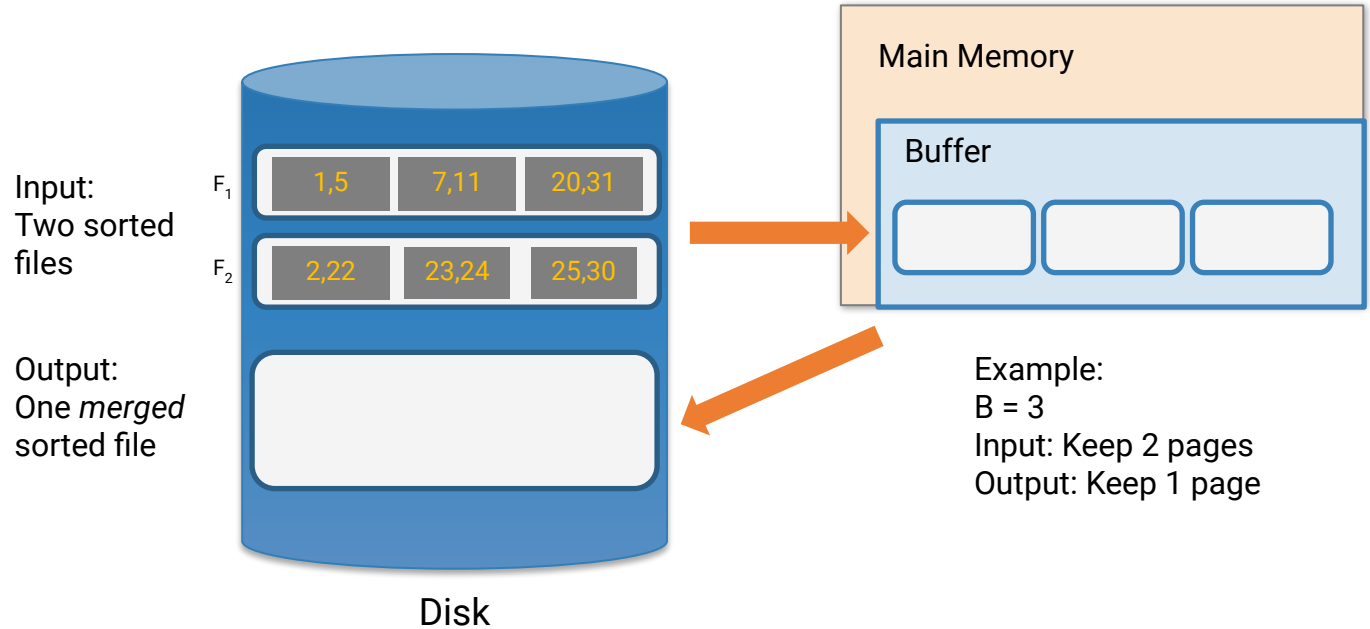 Main Memory
Buffer
Input:
Two sorted
files
F1
1,5 7,11 20,31
F2
2,22 23,24 25,30
Output:
One merged
sorted file
Example:
B = 3
Input: Keep 2 pages
Output: Keep 1 page
Disk